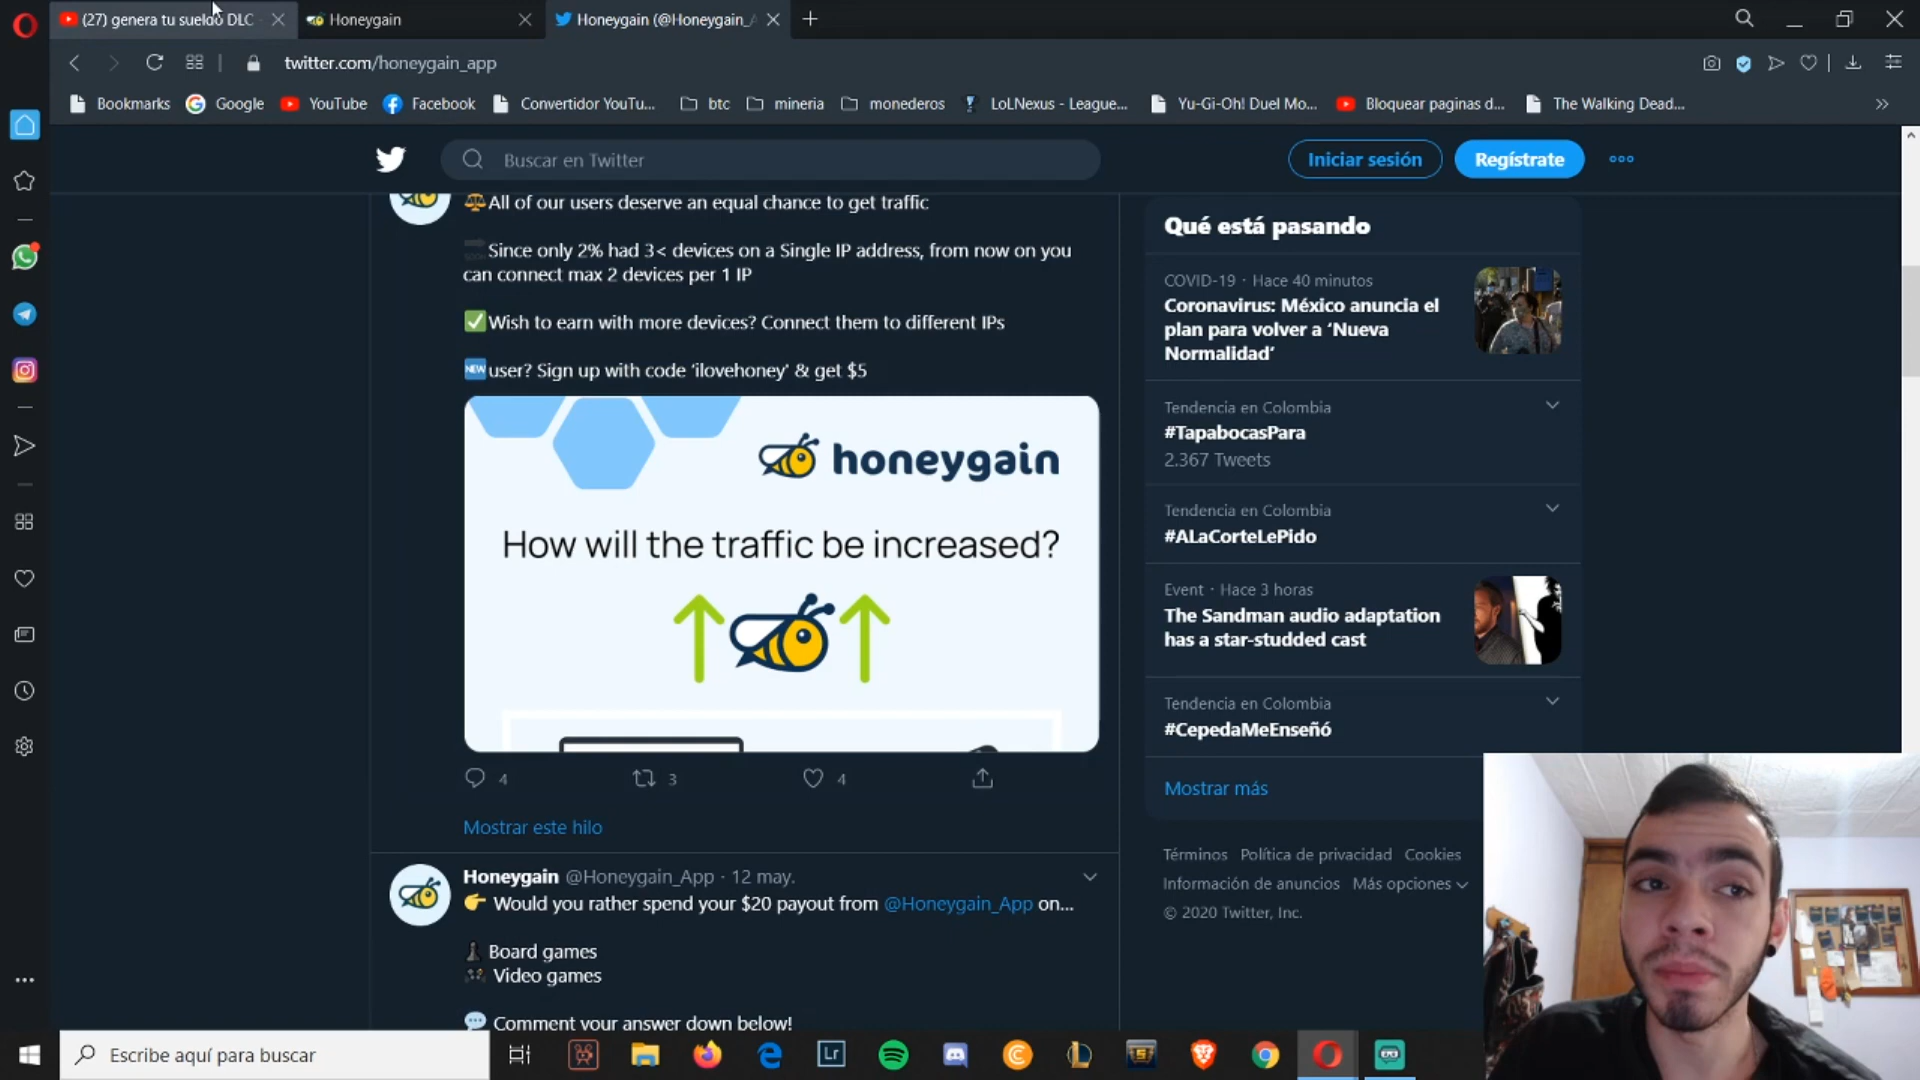 (27) genera tu sueldo DLC
Honeygain
Honeygain (@Honeygain_A
twitter.com/honeygain_app
Bookmarks
Google
YouTube
Facebook
Convertidor YouTu...
btc
mineria
monederos
LoLNexus - League...
Yu-Gi-Oh! Duel Mo...
Bloquear paginas d...
The Walking Dead...
Buscar en Twitter
Iniciar sesión
Regístrate
All of our users deserve an equal chance to get traffic
Since only 2% had 3< devices on a Single IP address, from now on you
can connect max 2 devices per 1 IP
Wish to earn with more devices? Connect them to different IPs
NEW user? Sign up with code 'ilovehoney' & get $5
honeygain
How will the traffic be increased?
4
3
4
Mostrar este hilo
Honeygain @Honeygain_App · 12 may.
Would you rather spend your $20 payout from @Honeygain_App on...
Board games
Video games
Comment your answer down below!
Qué está pasando
COVID-19 · Hace 40 minutos
Coronavirus: México anuncia el
plan para volver a ‘Nueva
Normalidad’
Tendencia en Colombia
#TapabocasPara
2.367 Tweets
Tendencia en Colombia
#ALaCorteLePido
Event · Hace 3 horas
The Sandman audio adaptation
has a star-studded cast
Tendencia en Colombia
#CepedaMeEnseñó
Mostrar más
Términos Política de privacidad Cookies
Información de anuncios Más opciones
© 2020 Twitter, Inc.
Escribe aquí para buscar
Lr